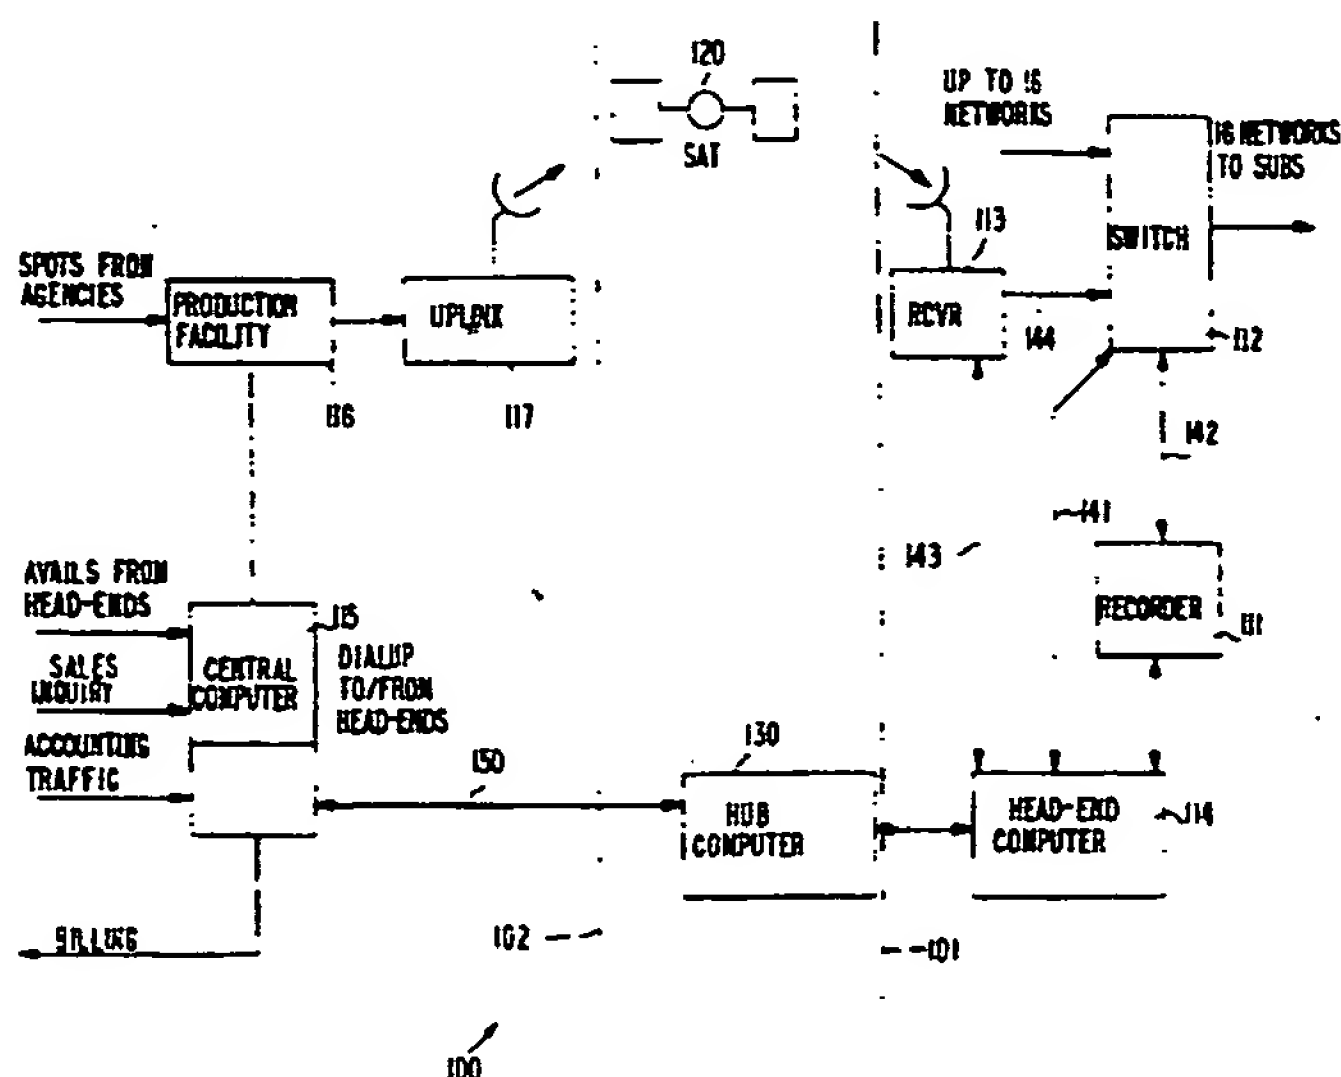 120
SAT
UP TO 16
NETWORKS
16 NETWORKS
TO SUBS
SWITCH
112
113
RCVR
144
SPOTS FROM
AGENCIES
PRODUCTION
FACILITY
116
UPLINK
117
142
141
143
RECORDER
111
AVAILS FROM
HEAD-ENDS
SALES
INQUIRY
ACCOUNTING
TRAFFIC
115
CENTRAL
COMPUTER
DIALUP
TO/FROM
HEAD-ENDS
150
130
HUB
COMPUTER
HEAD-END
COMPUTER
114
BILLING
102
101
100